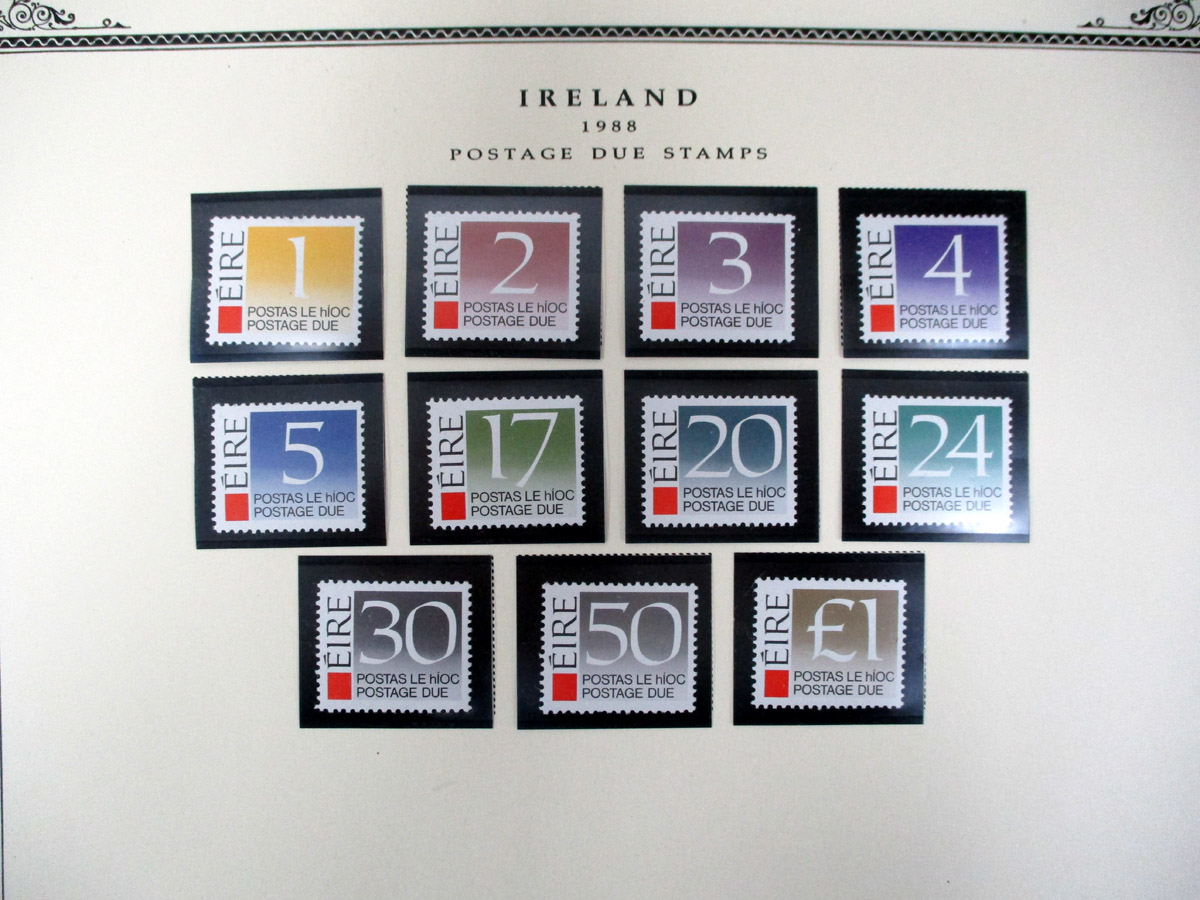 IRELAND
1988
POSTAGE DUE STAMPS
ÉIRE
1
POSTAS LE hÍOC
POSTAGE DUE
ÉIRE
2
POSTAS LE hÍOC
POSTAGE DUE
ÉIRE
3
POSTAS LE hÍOC
POSTAGE DUE
ÉIRE
4
POSTAS LE hÍOC
POSTAGE DUE
ÉIRE
5
POSTAS LE hÍOC
POSTAGE DUE
ÉIRE
17
POSTAS LE hÍOC
POSTAGE DUE
ÉIRE
20
POSTAS LE hÍOC
POSTAGE DUE
ÉIRE
24
POSTAS LE hÍOC
POSTAGE DUE
ÉIRE
30
POSTAS LE hÍOC
POSTAGE DUE
ÉIRE
50
POSTAS LE hÍOC
POSTAGE DUE
ÉIRE
£1
POSTAS LE hÍOC
POSTAGE DUE